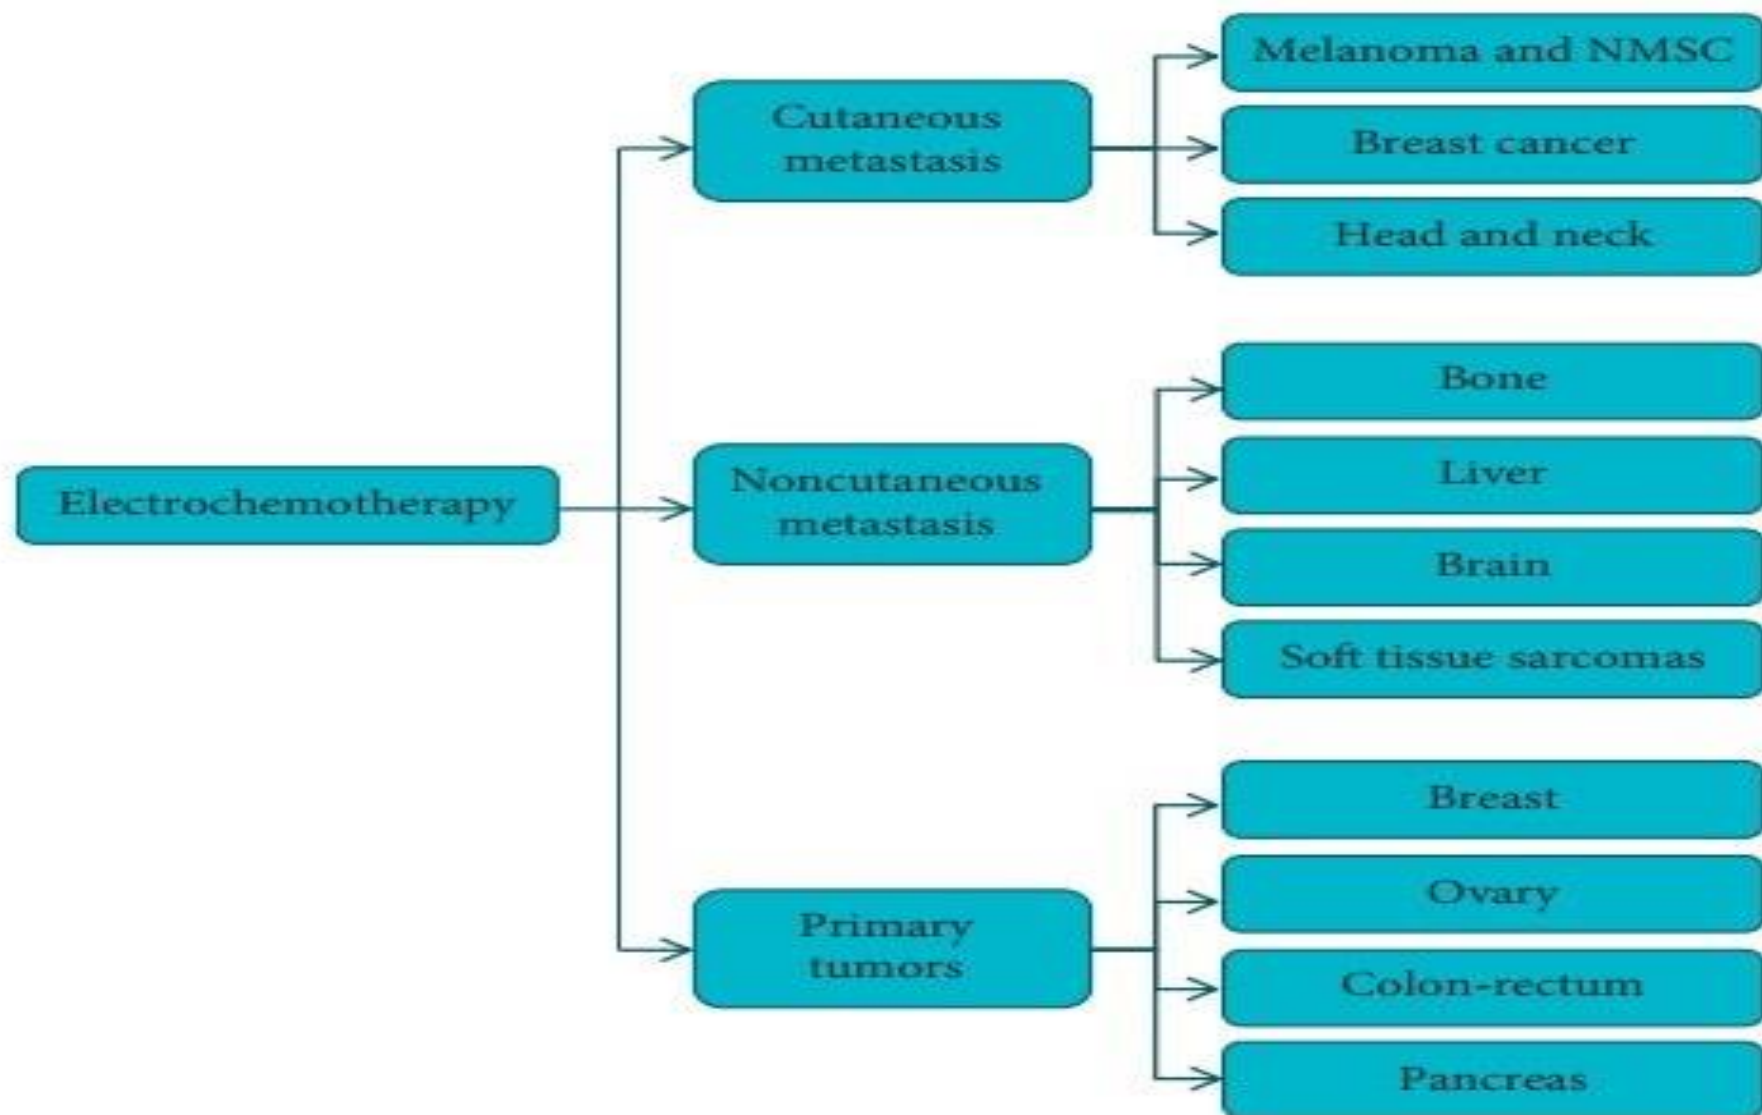 Electrochemotherapy
Cutaneous
metastasis
Melanoma and NMSC
Breast cancer
Head and neck
Noncutaneous
metastasis
Bone
Liver
Brain
Soft tissue sarcomas
Primary
tumors
Breast
Ovary
Colon-rectum
Pancreas